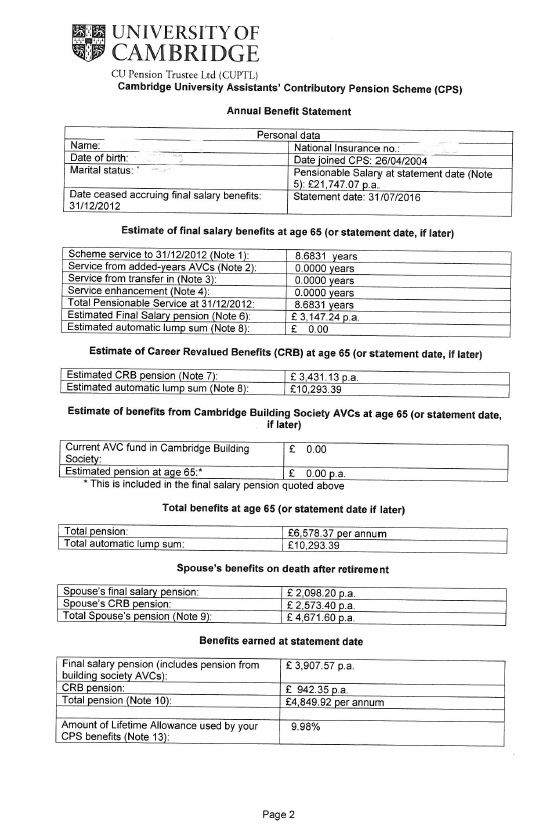 UNIVERSITY OF
CAMBRIDGE
CU Pension Trustee Ltd (CUPTL)
Cambridge University Assistants' Contributory Pension Scheme (CPS)
Annual Benefit Statement
Personal data
Name:
National Insurance no.:
Date of birth:
Date joined CPS: 26/04/2004
Marital status:
Pensionable Salary at statement date (Note
5): £21,747.07 p.a.
Date ceased accruing final salary benefits:
31/12/2012
Statement date: 31/07/2016
Estimate of final salary benefits at age 65 (or statement date, if later)
Scheme service to 31/12/2012 (Note 1): 8.6831 years
Service from added-years AVCs (Note 2): 0.0000 years
Service from transfer in (Note 3): 0.0000 years
Service enhancement (Note 4): 0.0000 years
Total Pensionable Service at 31/12/2012: 8.6831 years
Estimated Final Salary pension (Note 6) £ 3,147.24 p.a.
Estimated automatic lump sum (Note 8): £ 0.00
Estimate of Career Revalued Benefits (CRB) at age 65 (or statement date, if later)
Estimated CRB pension (Note 7): £ 3,431.13 p.a.
Estimated automatic lump sum (Note 8): £10,293.39
Estimate of benefits from Cambridge Building Society AVCs at age 65 (or statement date,
if later)
Current AVC fund in Cambridge Building £ 0.00
Society:
Estimated pension at age 65:* £ 0.00 p.a.
* This is included in the final salary pension quoted above
Total benefits at age 65 (or statement date if later)
Total pension: £6,578.37 per annum
Total automatic lump sum: £10,293.39
Spouse's benefits on death after retirement
Spouse's final salary pension: £ 2,098.20 p.a.
Spouse's CRB pension: £ 2,573.40 p.a.
Total Spouse's pension (Note 9): £ 4,671.60 p.a.
Benefits earned at statement date
Final salary pension (includes pension from £ 3,907.57 p.a.
building society AVCs):
CRB pension: £ 942.35 p.a.
Total pension (Note 10): £4,849.92 per annum
Amount of Lifetime Allowance used by your 9.98%
CPS benefits (Note 13):
Page 2